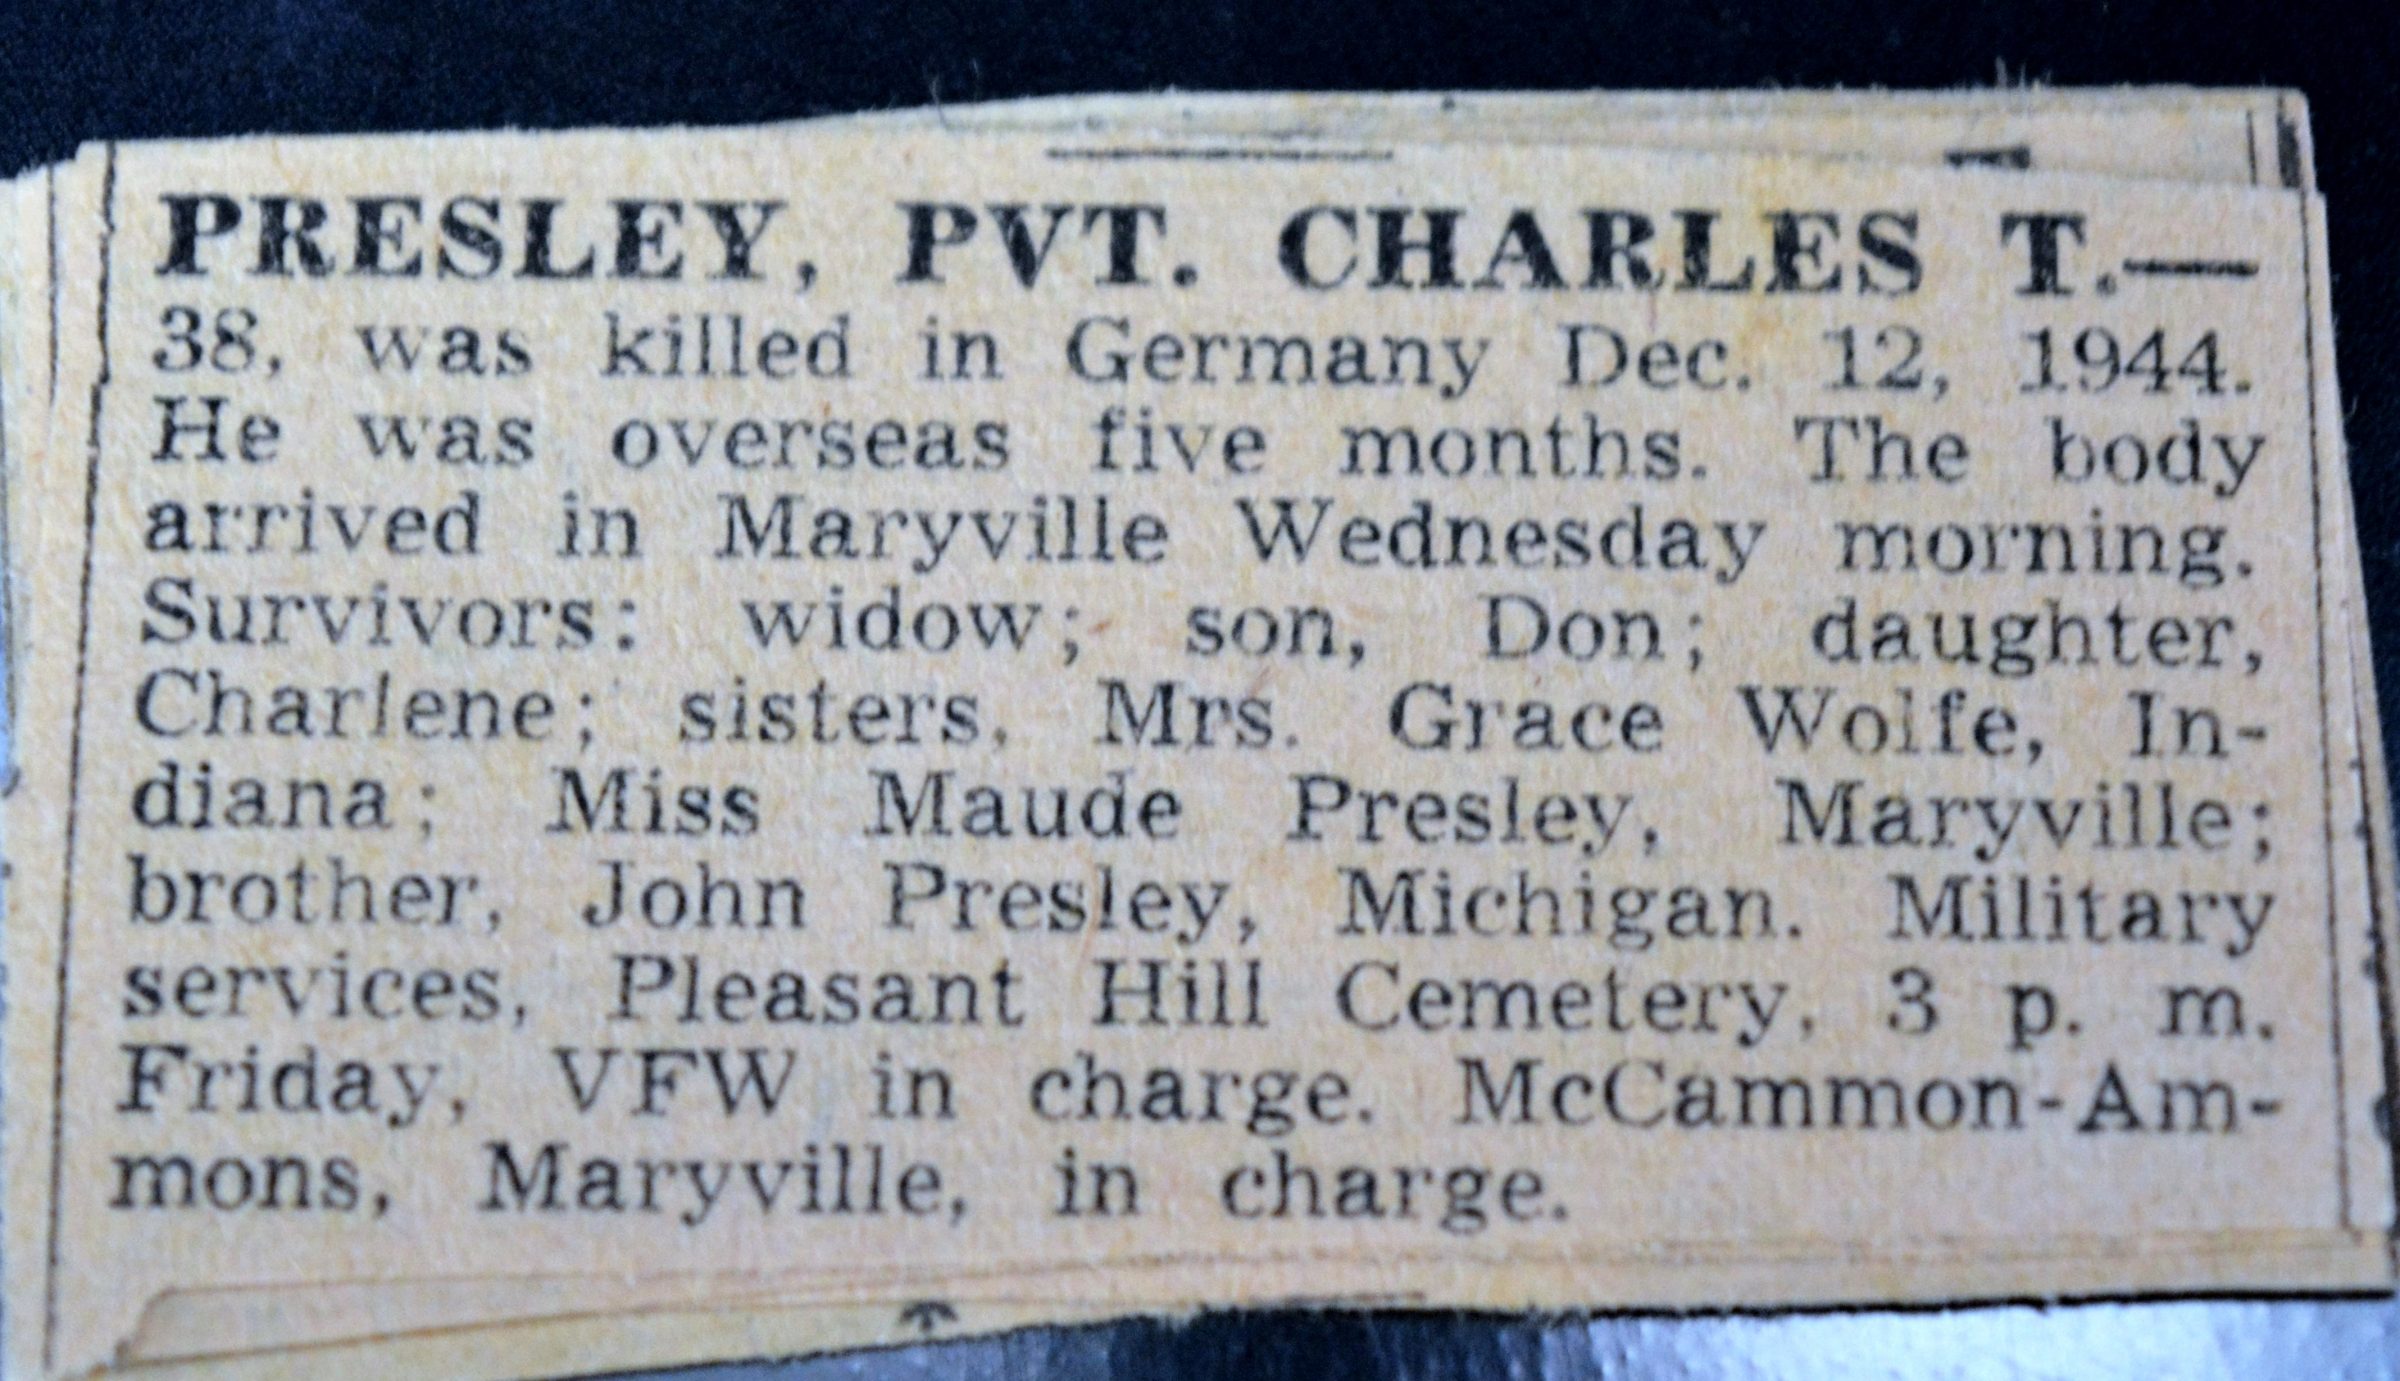 PRESLEY, PVT. CHARLES T.—
38, was killed in Germany Dec. 12, 1944.
He was overseas five months. The body
arrived in Maryville Wednesday morning.
Survivors: widow; son, Don; daughter,
Charlene; sisters, Mrs. Grace Wolfe, In-
diana; Miss Maude Presley, Maryville;
brother, John Presley, Michigan. Military
services, Pleasant Hill Cemetery, 3 p. m.
Friday, VFW in charge. McCammon-Am-
mons, Maryville, in charge.